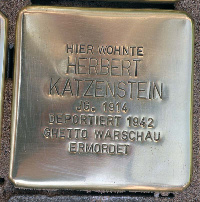 HIER WOHNTE
HERBERT
KATZENSTEIN
JG. 1914
DEPORTIERT 1942
GHETTO WARSCHAU
ERMORDET